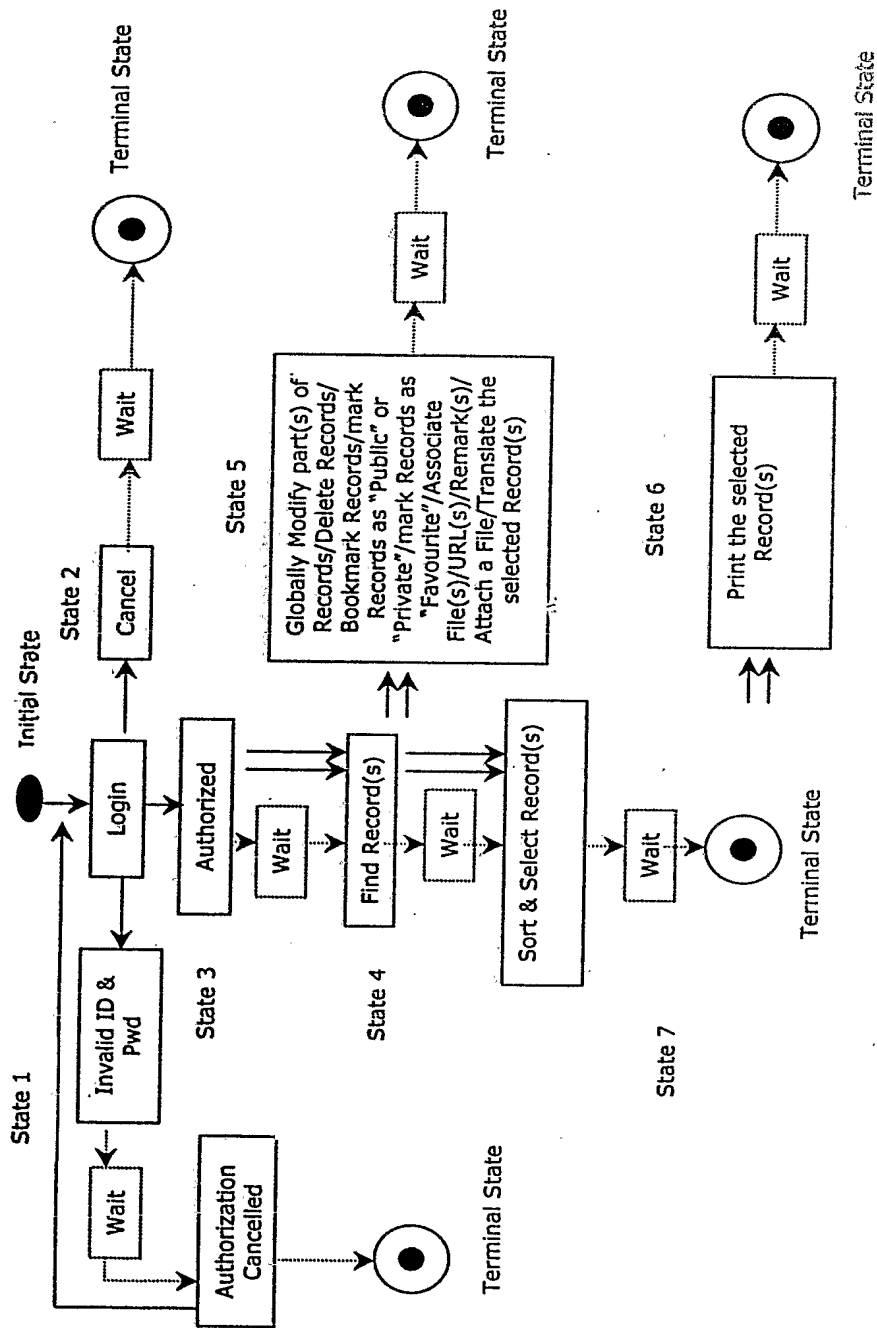 Initial State
State 1
Login
State 2
Cancel
Wait
Terminal State
Invalid ID &
Pwd
Wait
Authorization
Cancelled
Terminal State
State 3
Authorized
Wait
State 4
Find Record(s)
Wait
State 5
Globally Modify part(s) of
Records/Delete Records/
Bookmark Records/mark
Records as "Public" or
"Private"/mark Records as
"Favourite"/Associate
File(s)/URL(s)/Remark(s)/
Attach a File/Translate the
selected Record(s)
Wait
Terminal State
Sort & Select Record(s)
State 6
Print the selected
Record(s)
Wait
Terminal State
State 7
Wait
Terminal State